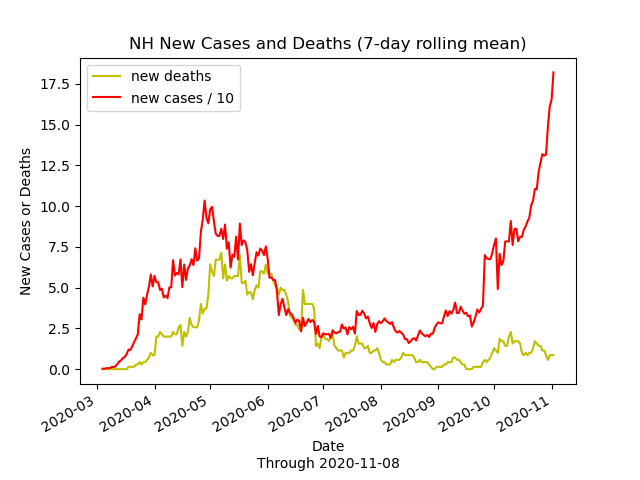 NH New Cases and Deaths (7-day rolling mean)
new deaths
new cases / 10
17.5
15.0
12.5
10.0
7.5
5.0
2.5
0.0
New Cases or Deaths
2020-03
2020-04
2020-05
2020-06
2020-07
2020-08
2020-09
2020-10
2020-11
Date
Through 2020-11-08